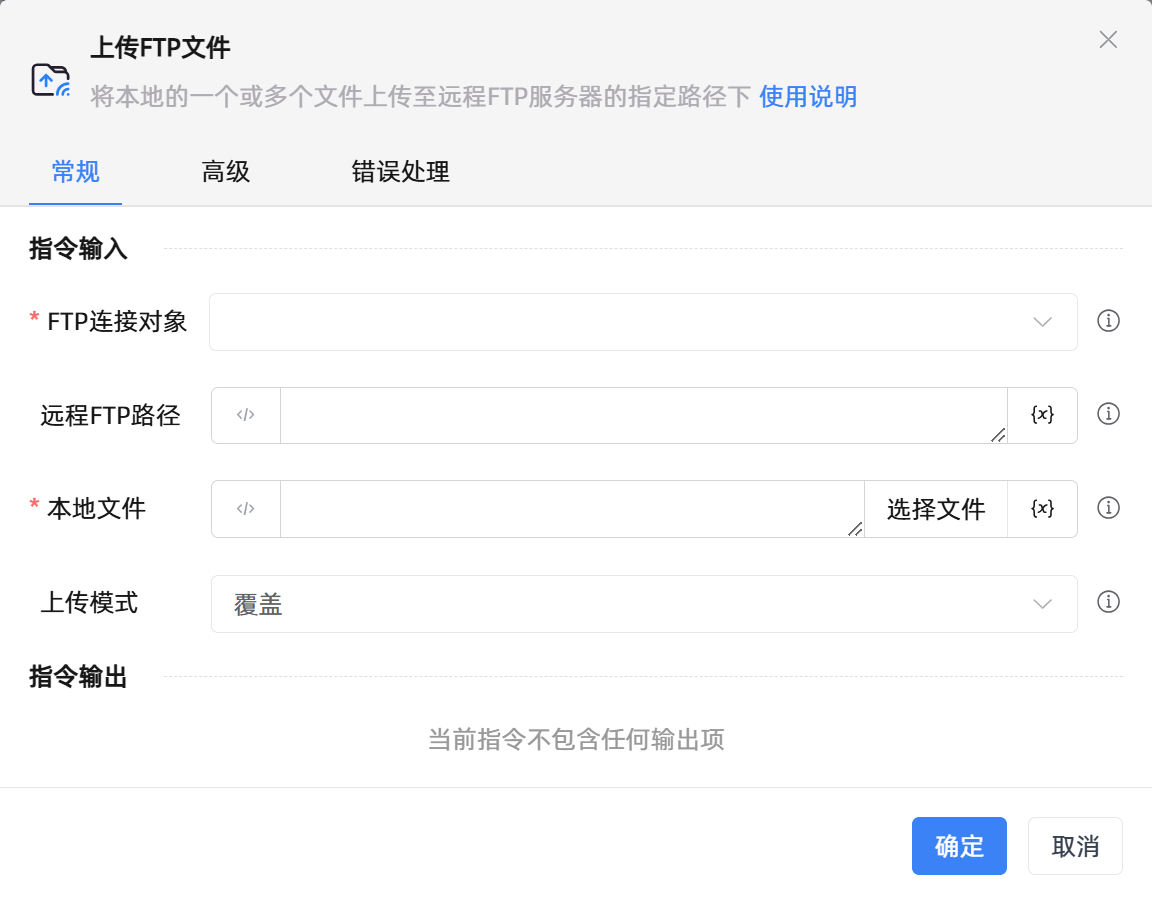 上传FTP文件
将本地的一个或多个文件上传至远程FTP服务器的指定路径下 使用说明
常规 高级 错误处理
指令输入
* FTP连接对象
远程FTP路径 </> {x}
* 本地文件 </> 选择文件 {x}
上传模式 覆盖
指令输出
当前指令不包含任何输出项
确定 取消